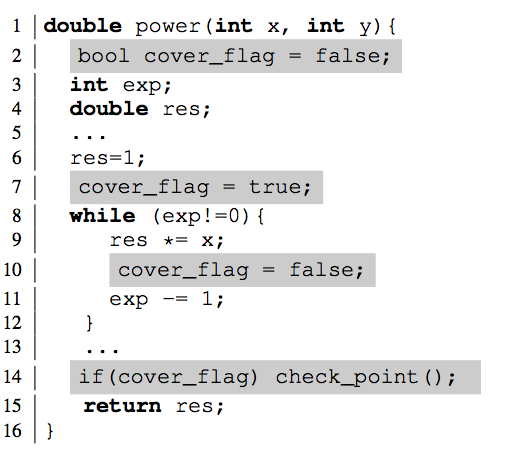 1 double power(int x, int y){
2 bool cover_flag = false;
3 int exp;
4 double res;
5 ...
6 res=1;
7 cover_flag = true;
8 while (exp!=0){
9 res *= x;
10 cover_flag = false;
11 exp -= 1;
12 }
13 ...
14 if(cover_flag) check_point();
15 return res;
16 }